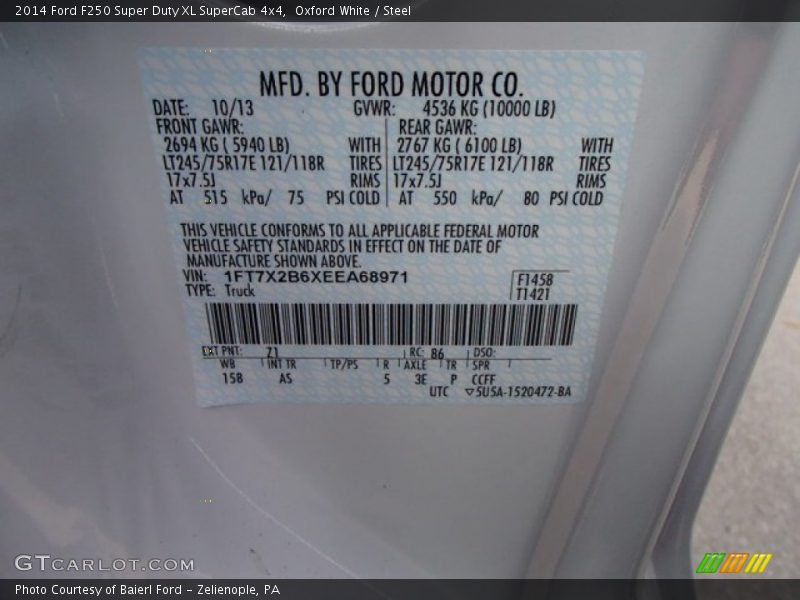 2014 Ford F250 Super Duty XL SuperCab 4x4, Oxford White / Steel
MFD. BY FORD MOTOR CO.
DATE: 10/13 GVWR: 4536 KG (10000 LB)
FRONT GAWR: REAR GAWR:
2694 KG ( 5940 LB) WITH 2767 KG ( 6100 LB) WITH
LT245/75R17E 121/118R TIRES LT245/75R17E 121/118R TIRES
17x7.5J RIMS 17x7.5J RIMS
AT 515 kPa/ 75 PSI COLD AT 550 kPa/ 80 PSI COLD
THIS VEHICLE CONFORMS TO ALL APPLICABLE FEDERAL MOTOR
VEHICLE SAFETY STANDARDS IN EFFECT ON THE DATE OF
MANUFACTURE SHOWN ABOVE.
VIN: 1FT7X2B6XEEA68971
TYPE: Truck
F1458
T1421
EXT PNT: Z1 RC: 86 DSO:
WB INT TR TP/PS R AXLE TR SPR
158 AS 5 3E P CCFF
UTC ▽5U5A-1520472-BA
GTCARLOT.COM
Photo Courtesy of Baierl Ford – Zelienople, PA